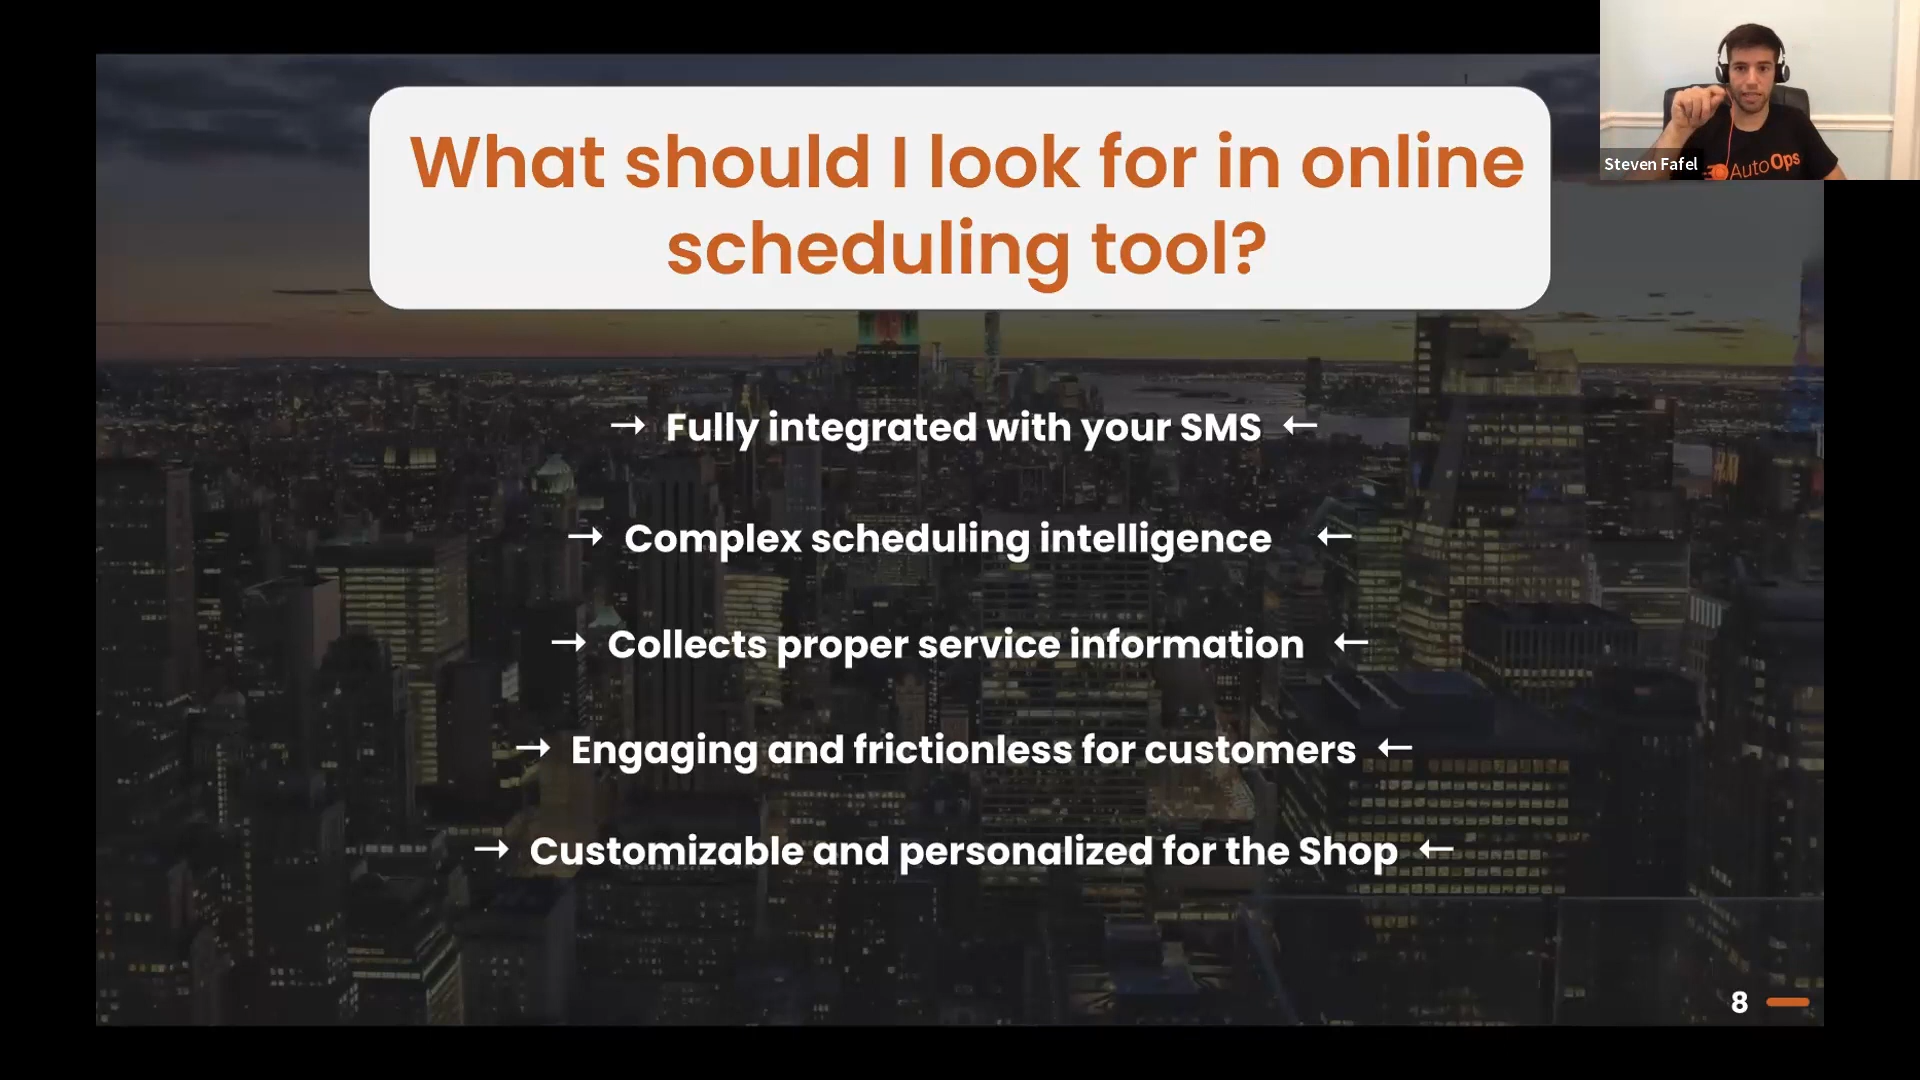 What should I look for in online
scheduling tool?
Steven Fafel
AutoOps
→ Fully integrated with your SMS ←
→ Complex scheduling intelligence ←
→ Collects proper service information ←
→ Engaging and frictionless for customers ←
→ Customizable and personalized for the Shop ←
8